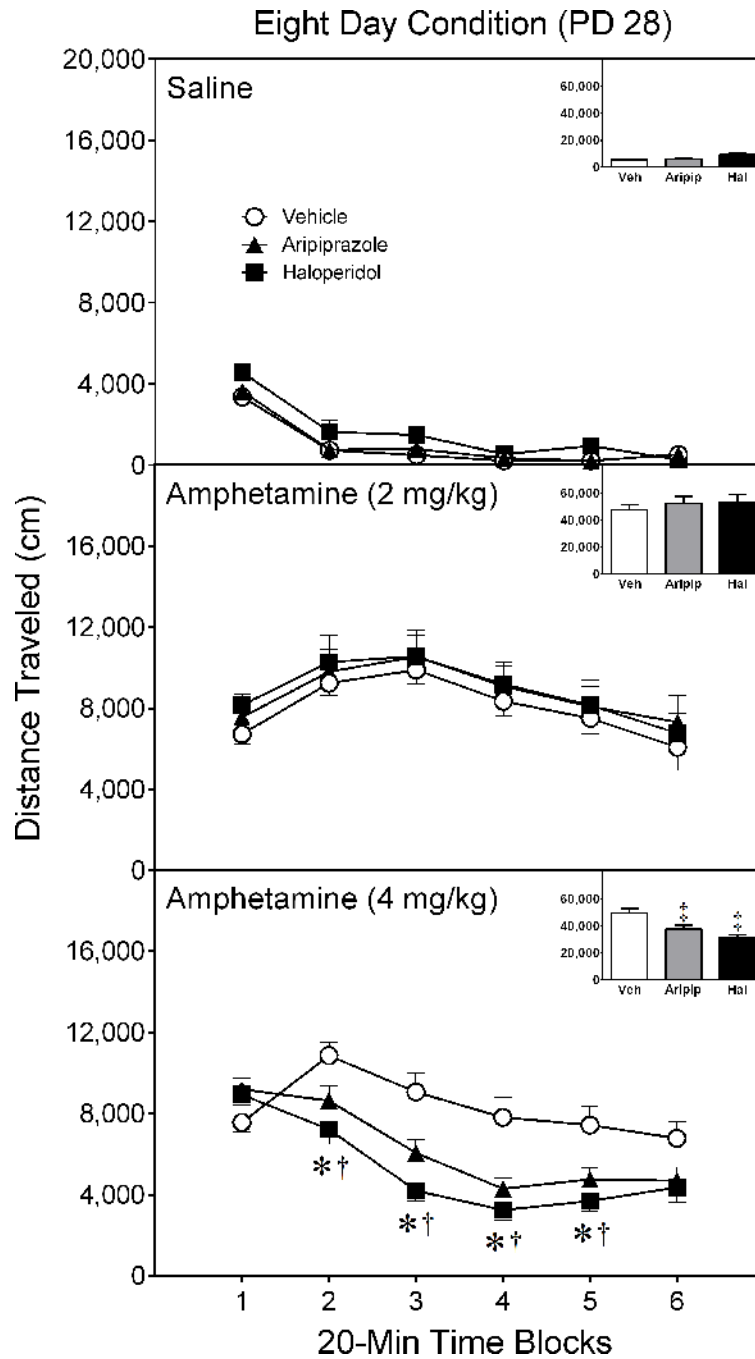 Eight Day Condition (PD 28)
20,000
Saline
60,000
40,000
20,000
0
Veh Aripip Hal
16,000
12,000
Vehicle
Aripiprazole
Haloperidol
8,000
4,000
0
Amphetamine (2 mg/kg)
60,000
40,000
20,000
0
Veh Aripip Hal
16,000
12,000
8,000
4,000
0
Distance Traveled (cm)
Amphetamine (4 mg/kg)
60,000
40,000
20,000
0
‡ ‡
Veh Aripip Hal
16,000
12,000
8,000
4,000
0
*† *† *† *†
1 2 3 4 5 6
20-Min Time Blocks